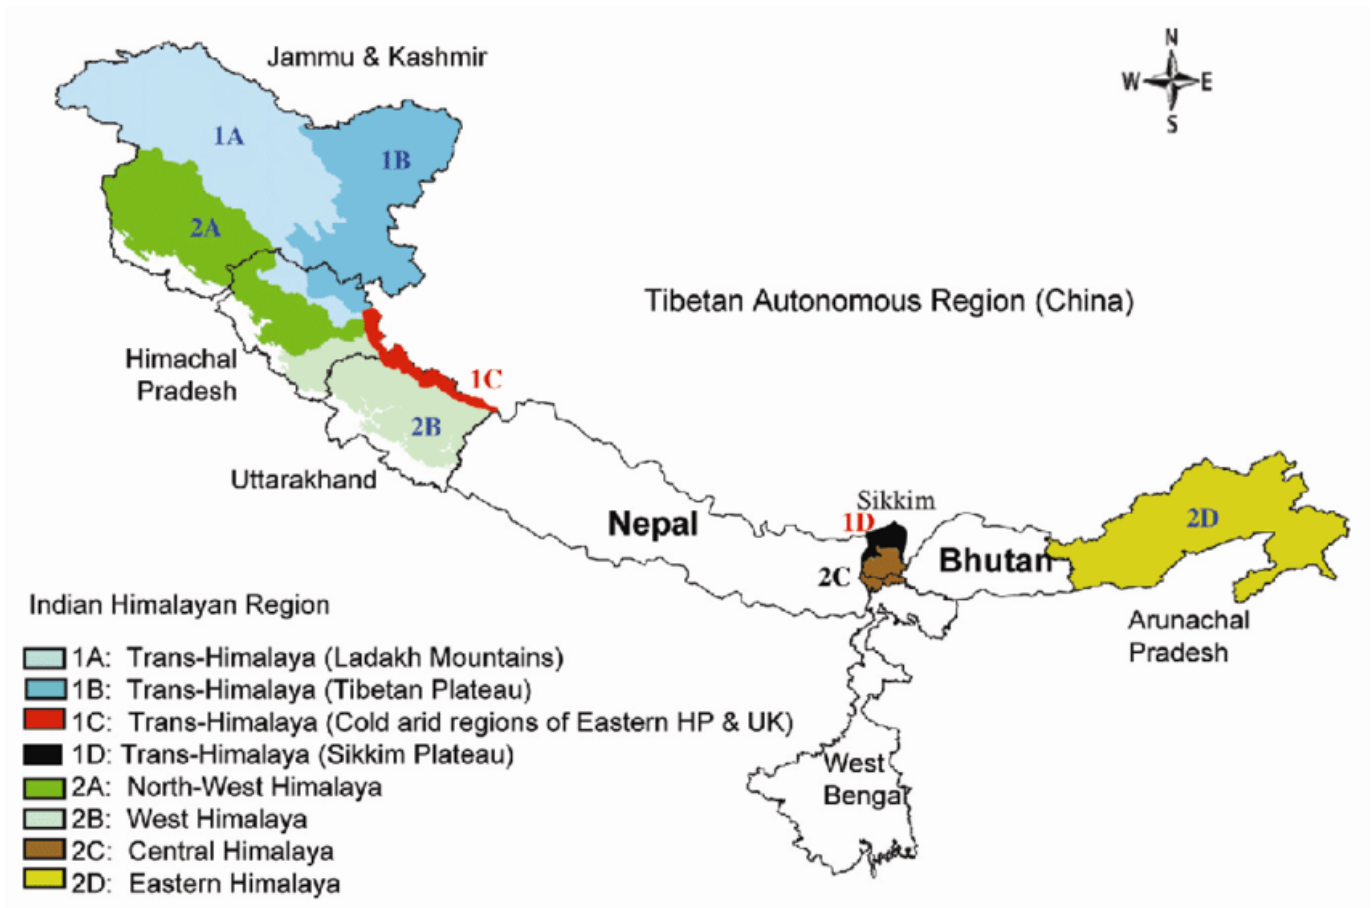 Jammu & Kashmir
N
W
E
S
1A
1B
2A
Tibetan Autonomous Region (China)
Himachal
Pradesh
1C
2B
Uttarakhand
Sikkim
1D
Nepal
2C
Bhutan
2D
Arunachal
Pradesh
West
Bengal
Indian Himalayan Region
1A: Trans-Himalaya (Ladakh Mountains)
1B: Trans-Himalaya (Tibetan Plateau)
1C: Trans-Himalaya (Cold arid regions of Eastern HP & UK)
1D: Trans-Himalaya (Sikkim Plateau)
2A: North-West Himalaya
2B: West Himalaya
2C: Central Himalaya
2D: Eastern Himalaya